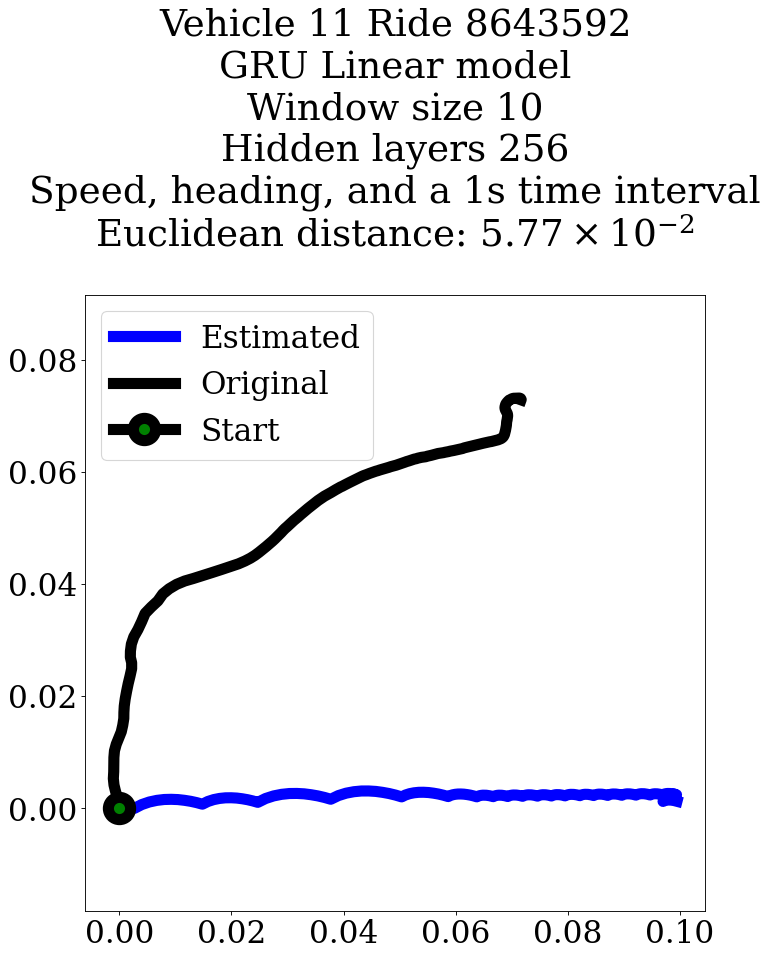 Vehicle 11 Ride 8643592
GRU Linear model
Window size 10
Hidden layers 256
Speed, heading, and a 1s time interval
Euclidean distance: 5.77 × 10⁻²
Estimated
Original
Start
0.08
0.06
0.04
0.02
0.00
0.00 0.02 0.04 0.06 0.08 0.10